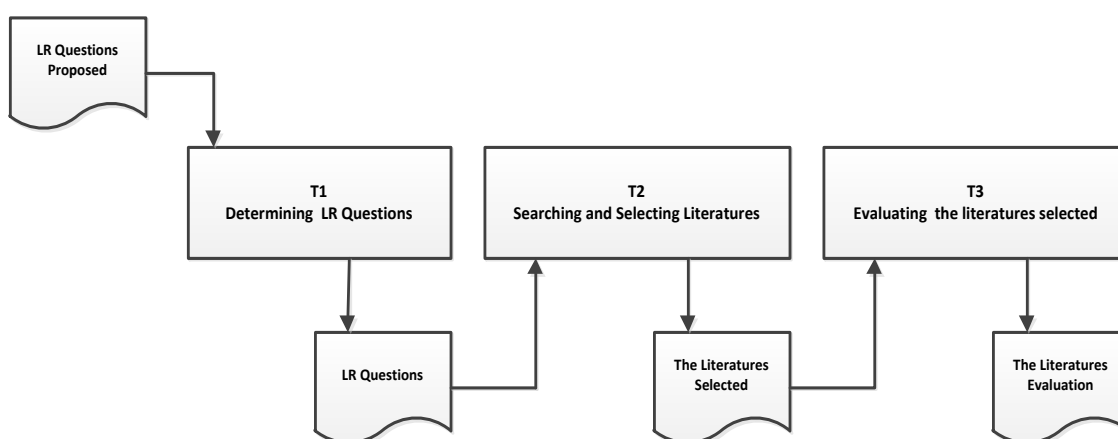 LR Questions
Proposed
T1
Determining LR Questions
T2
Searching and Selecting Literatures
T3
Evaluating the literatures selected
LR Questions
The Literatures
Selected
The Literatures
Evaluation